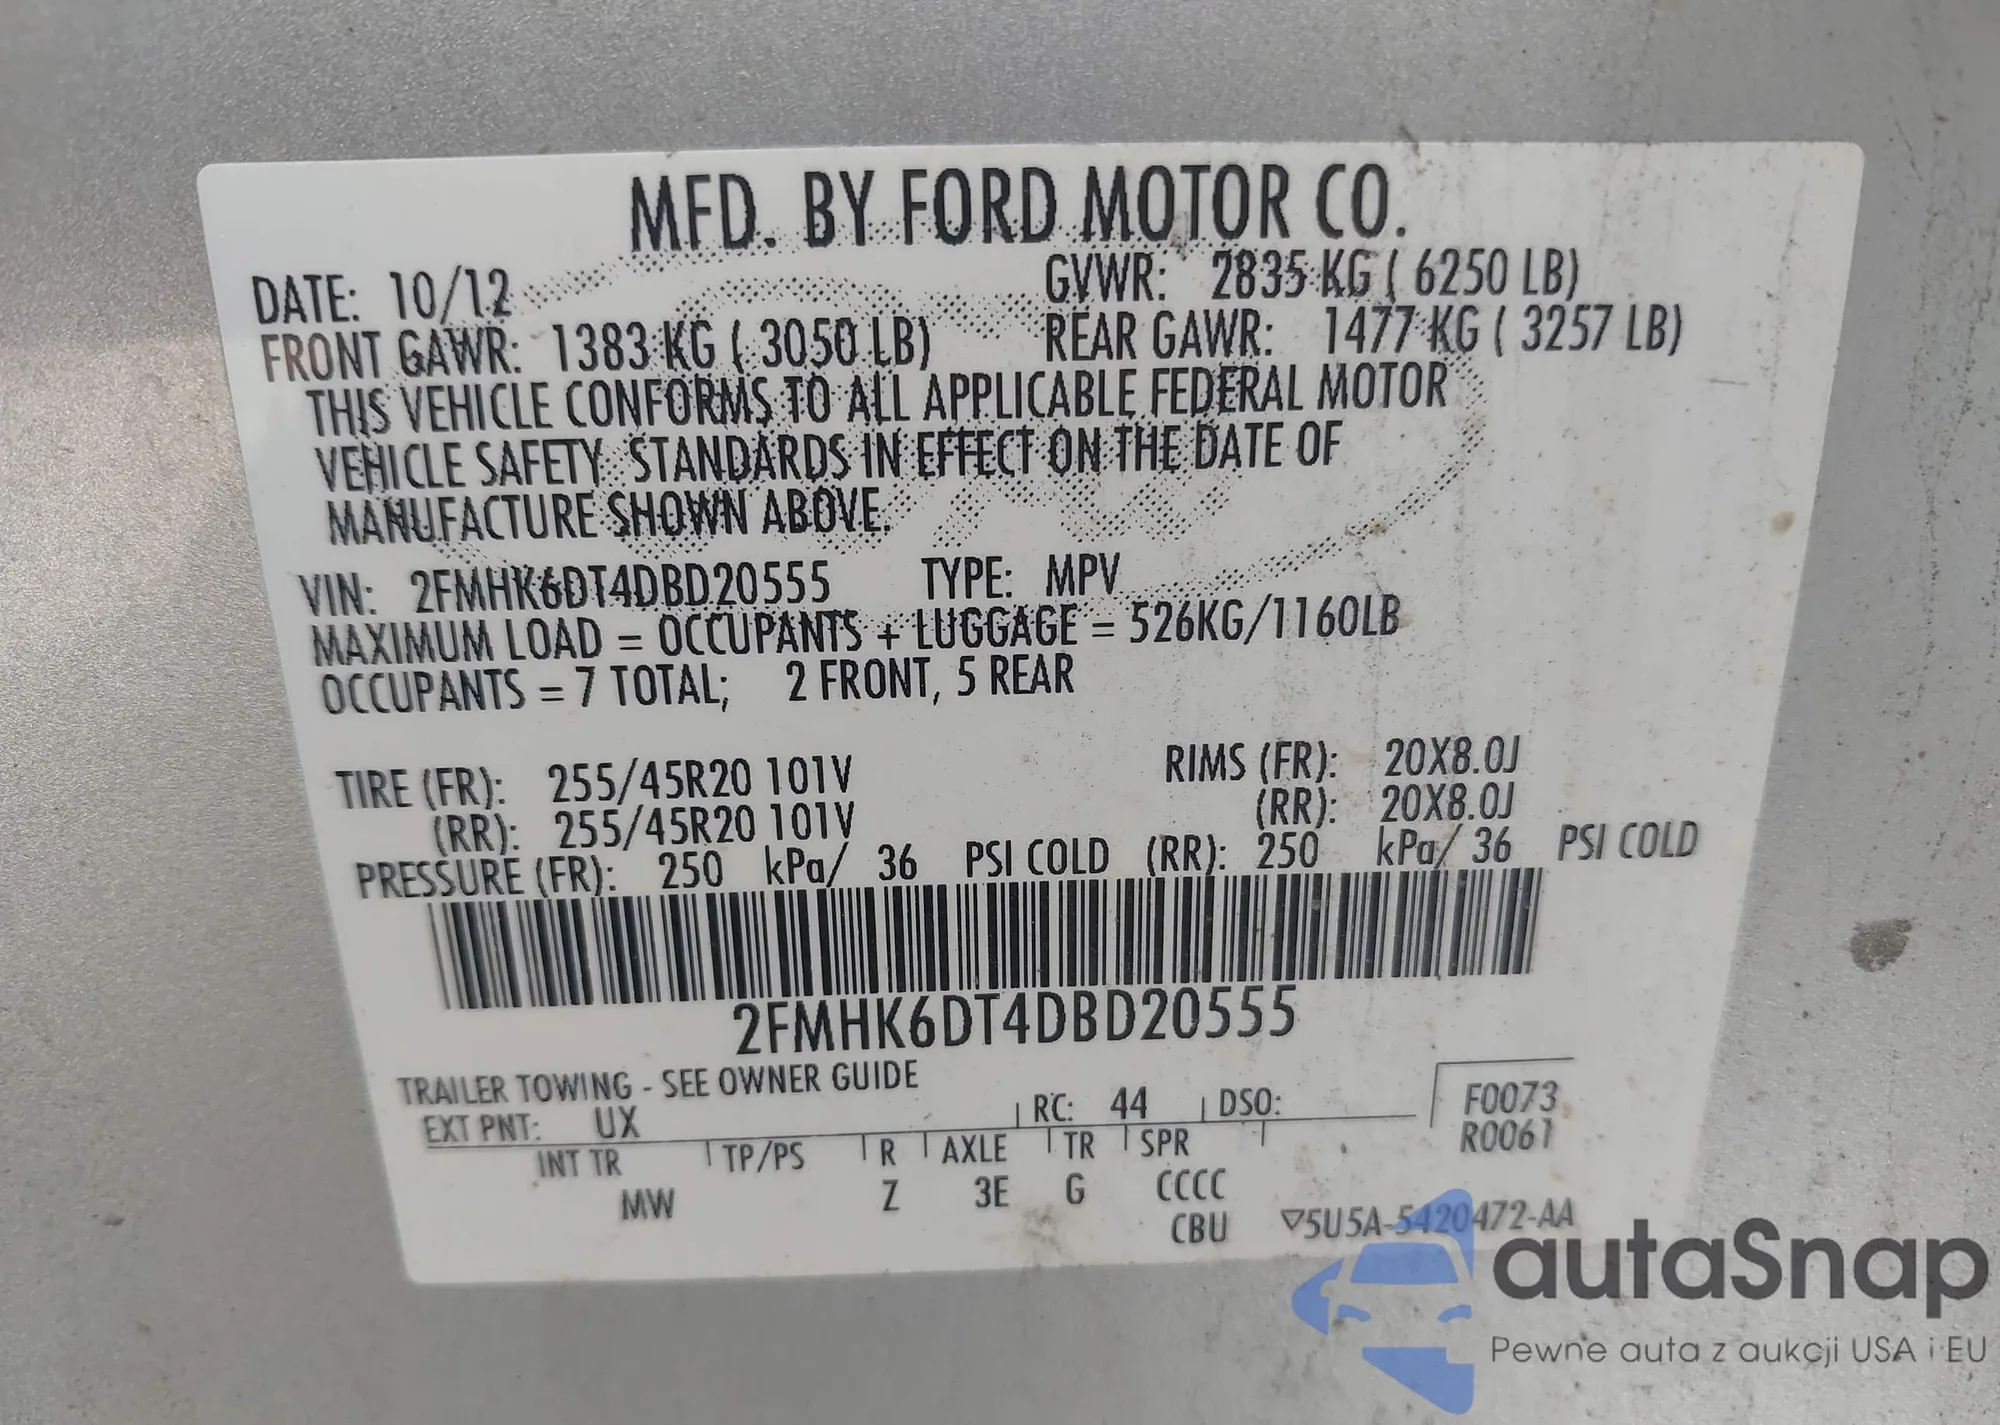 MFD. BY FORD MOTOR CO.
DATE: 10/12 GVWR: 2835 KG ( 6250 LB)
FRONT GAWR: 1383 KG ( 3050 LB) REAR GAWR: 1477 KG ( 3257 LB)
THIS VEHICLE CONFORMS TO ALL APPLICABLE FEDERAL MOTOR
VEHICLE SAFETY STANDARDS IN EFFECT ON THE DATE OF
MANUFACTURE SHOWN ABOVE.
VIN: 2FMHK6DT4DBD20555 TYPE: MPV
MAXIMUM LOAD = OCCUPANTS + LUGGAGE = 526KG/1160LB
OCCUPANTS = 7 TOTAL; 2 FRONT, 5 REAR
TIRE (FR): 255/45R20 101V RIMS (FR): 20X8.0J
(RR): 255/45R20 101V (RR): 20X8.0J
PRESSURE (FR): 250 kPa/ 36 PSI COLD (RR): 250 kPa/ 36 PSI COLD
2FMHK6DT4DBD20555
TRAILER TOWING - SEE OWNER GUIDE
EXT PNT: UX RC: 44 DSO: F0073
R0061
INT TR TP/PS R AXLE TR SPR
MW Z 3E G CCCC
CBU ▽5U5A-5420472-AA
autaSnap
Pewne auta z aukcji USA i EU